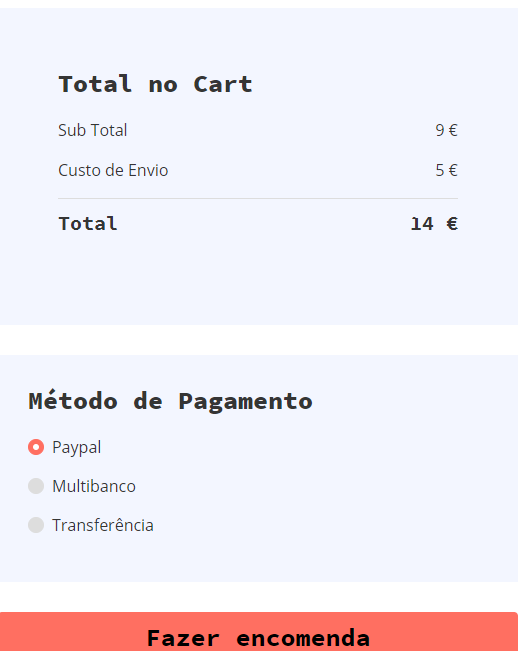 Total no Cart
Sub Total 9 €
Custo de Envio 5 €
Total 14 €
Método de Pagamento
Paypal
Multibanco
Transferência
Fazer encomenda